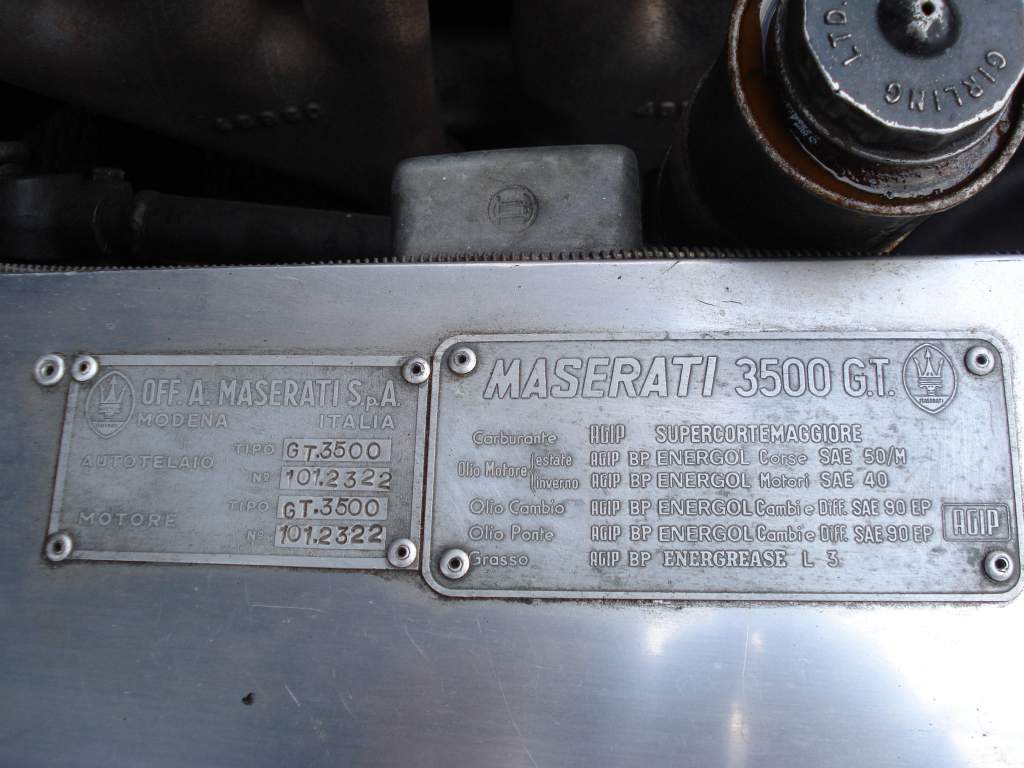 GIRLING LTD.
OFF. A. MASERATI S.p.A.
MODENA ITALIA
AUTOTELAIO TIPO GT.3500
Nº 101.2322
MOTORE TIPO GT.3500
Nº 101.2322
MASERATI 3500 G.T.
MASERATI
Carburante AGIP SUPERCORTEMAGGIORE
Olio Motore estate AGIP BP ENERGOL Corse SAE 50/M
inverno AGIP BP ENERGOL Motori SAE 40
Olio Cambio AGIP BP ENERGOL Cambi e Diff. SAE 90 EP
Olio Ponte AGIP BP ENERGOL Cambi e Diff. SAE 90 EP
Grasso AGIP BP ENERGREASE L 3
AGIP